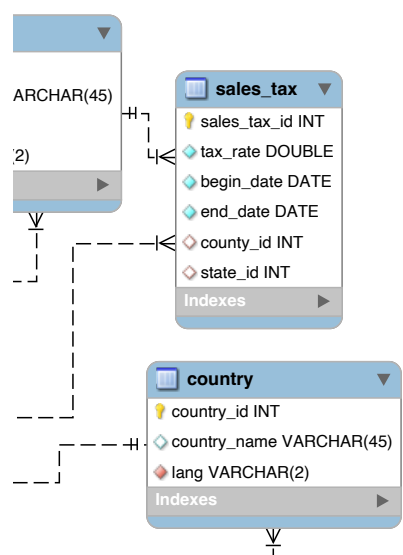 ARCHAR(45)
2)
sales_tax
sales_tax_id INT
tax_rate DOUBLE
begin_date DATE
end_date DATE
county_id INT
state_id INT
Indexes
country
country_id INT
country_name VARCHAR(45)
lang VARCHAR(2)
Indexes